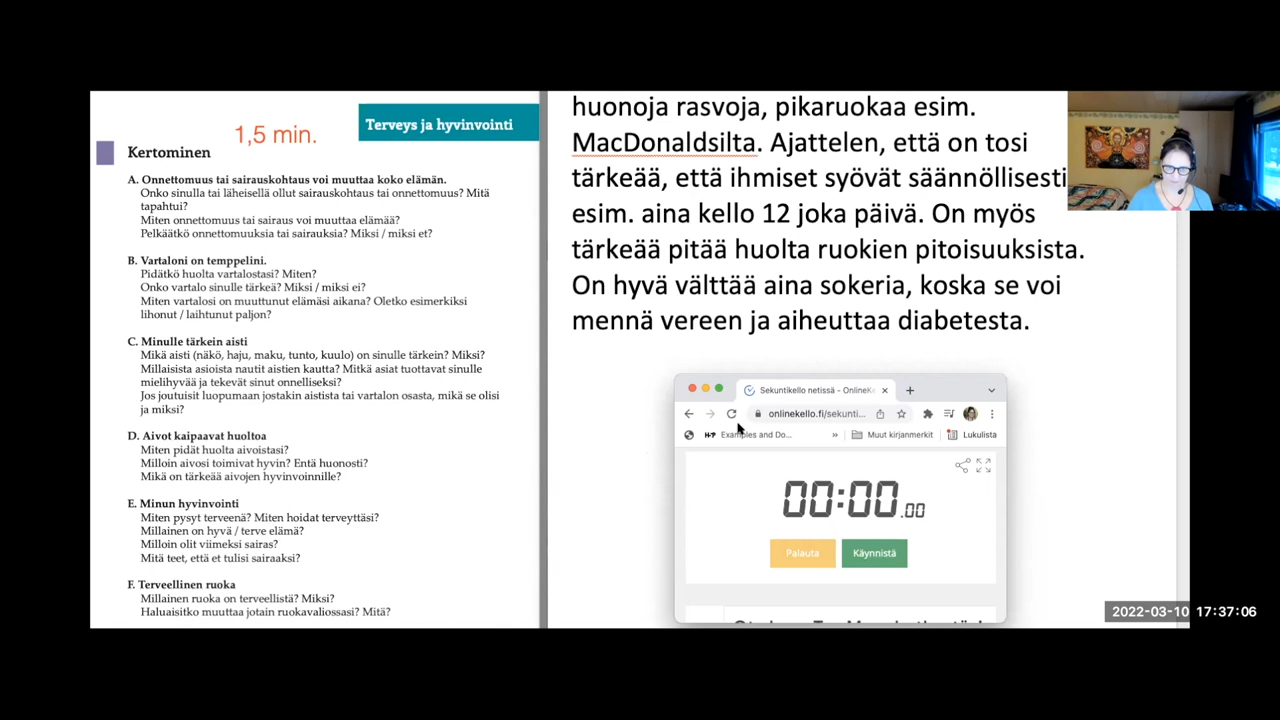 1,5 min.
Terveys ja hyvinvointi
Kertominen
A. Onnettomuus tai sairauskohtaus voi muuttaa koko elämän.
Onko sinulla tai läheisellä ollut sairauskohtaus tai onnettomuus? Mitä
tapahtui?
Miten onnettomuus tai sairaus voi muuttaa elämää?
Pelkäätkö onnettomuuksia tai sairauksia? Miksi / miksi et?
B. Vartaloni on temppelini.
Pidätkö huolta vartalostasi? Miten?
Onko vartalo sinulle tärkeä? Miksi / miksi ei?
Miten vartalosi on muuttunut elämäsi aikana? Oletko esimerkiksi
lihonut / laihtunut paljon?
C. Minulle tärkein aisti
Mikä aisti (näkö, haju, maku, tunto, kuulo) on sinulle tärkein? Miksi?
Millaisista asioista nautit aistien kautta? Mitkä asiat tuottavat sinulle
mielihyvää ja tekevät sinut onnelliseksi?
Jos joutuisit luopumaan jostakin aistista tai vartalon osasta, mikä se olisi
ja miksi?
D. Aivot kaipaavat huoltoa
Miten pidät huolta aivoistasi?
Milloin aivosi toimivat hyvin? Entä huonosti?
Mikä on tärkeää aivojen hyvinvoinnille?
E. Minun hyvinvointi
Miten pysyt terveenä? Miten hoidat terveyttäsi?
Millainen on hyvä / terve elämä?
Milloin olit viimeksi sairas?
Mitä teet, että et tulisi sairaaksi?
F. Terveellinen ruoka
Millainen ruoka on terveellistä? Miksi?
Haluaisitko muuttaa jotain ruokavaliossasi? Mitä?
huonoja rasvoja, pikaruokaa esim.
MacDonaldsilta. Ajattelen, että on tosi
tärkeää, että ihmiset syövät säännöllisesti
esim. aina kello 12 joka päivä. On myös
tärkeää pitää huolta ruokien pitoisuuksista.
On hyvä välttää aina sokeria, koska se voi
mennä vereen ja aiheuttaa diabetesta.
Sekuntikello netissä - OnlineKe
onlinekello.fi/sekunti...
Examples and Do...
»
Muut kirjanmerkit
Lukulista
00:00.00
Palauta
Käynnistä
2022-03-10 17:37:06